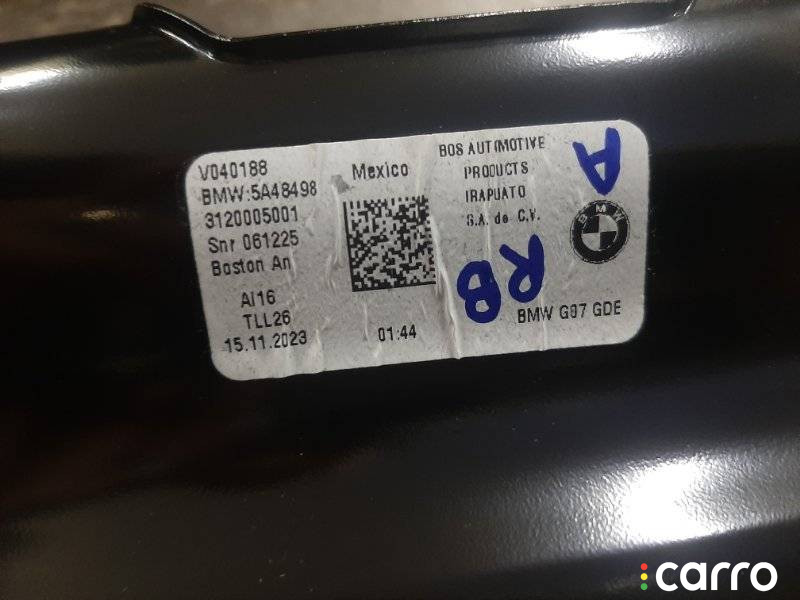 V040188
BMW:5A48498
3120005001
Snr 061225
Boston An
AI16
TLL26
15.11.2023
Mexico
01:44
BOS AUTOMOTIVE
PRODUCTS
IRAPUATO
S.A. de C.V.
BMW
BMW G07 GDE
A
RB
carro